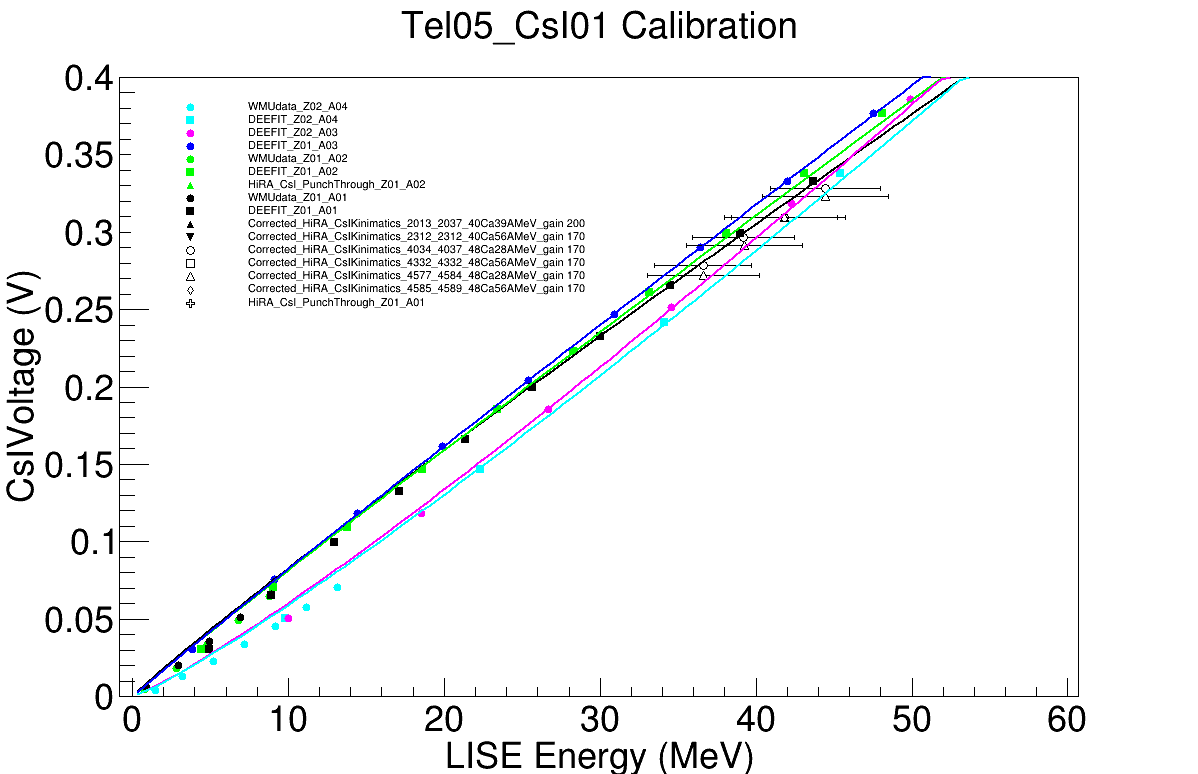 Tel05_CsI01 Calibration
0.4
0.35
0.3
0.25
0.2
0.15
0.1
0.05
0
CsIVoltage (V)
WMUdata_Z02_A04
DEEFIT_Z02_A04
DEEFIT_Z02_A03
DEEFIT_Z01_A03
WMUdata_Z01_A02
DEEFIT_Z01_A02
HiRA_CsI_PunchThrough_Z01_A02
WMUdata_Z01_A01
DEEFIT_Z01_A01
Corrected_HiRA_CsIKinimatics_2013_2037_40Ca39AMeV_gain 200
Corrected_HiRA_CsIKinimatics_2312_2312_40Ca56AMeV_gain 170
Corrected_HiRA_CsIKinimatics_4034_4037_48Ca28AMeV_gain 170
Corrected_HiRA_CsIKinimatics_4332_4332_48Ca56AMeV_gain 170
Corrected_HiRA_CsIKinimatics_4577_4584_48Ca28AMeV_gain 170
Corrected_HiRA_CsIKinimatics_4585_4589_48Ca56AMeV_gain 170
HiRA_CsI_PunchThrough_Z01_A01
0 10 20 30 40 50 60
LISE Energy (MeV)